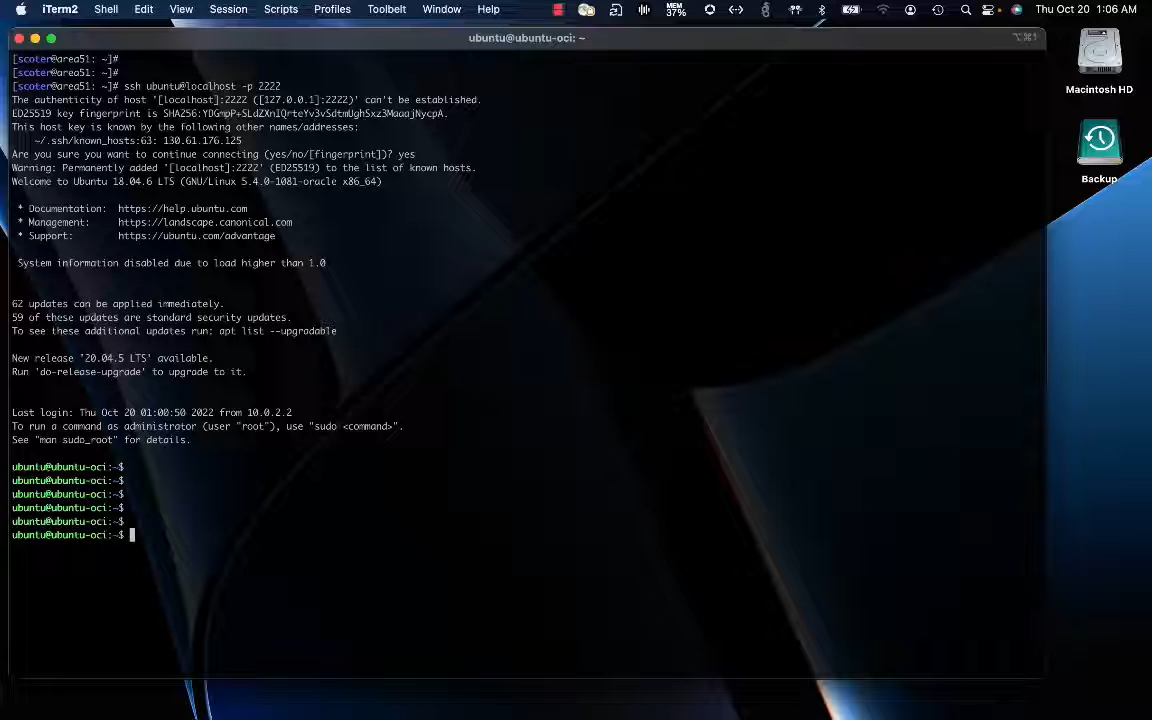 iTerm2 Shell Edit View Session Scripts Profiles Toolbelt Window Help MEM 37% Thu Oct 20 1:06 AM
ubuntu@ubuntu-oci: ~ ⌥⌘1
[scoter@area51: ~]#
[scoter@area51: ~]#
[scoter@area51: ~]# ssh ubuntu@localhost -p 2222
The authenticity of host '[localhost]:2222 ([127.0.0.1]:2222)' can't be established.
ED25519 key fingerprint is SHA256:YDGmpP+SLdZXnIQrteYv3vSdtmUghSxz3MaaqjNycpA.
This host key is known by the following other names/addresses:
    ~/.ssh/known_hosts:63: 130.61.176.125
Are you sure you want to continue connecting (yes/no/[fingerprint])? yes
Warning: Permanently added '[localhost]:2222' (ED25519) to the list of known hosts.
Welcome to Ubuntu 18.04.6 LTS (GNU/Linux 5.4.0-1081-oracle x86_64)
 * Documentation:  https://help.ubuntu.com
 * Management:     https://landscape.canonical.com
 * Support:        https://ubuntu.com/advantage
 System information disabled due to load higher than 1.0
62 updates can be applied immediately.
59 of these updates are standard security updates.
To see these additional updates run: apt list --upgradable
New release '20.04.5 LTS' available.
Run 'do-release-upgrade' to upgrade to it.
Last login: Thu Oct 20 01:00:50 2022 from 10.0.2.2
To run a command as administrator (user "root"), use "sudo <command>".
See "man sudo_root" for details.
ubuntu@ubuntu-oci:~$
ubuntu@ubuntu-oci:~$
ubuntu@ubuntu-oci:~$
ubuntu@ubuntu-oci:~$
ubuntu@ubuntu-oci:~$
ubuntu@ubuntu-oci:~$
Macintosh HD
Backup